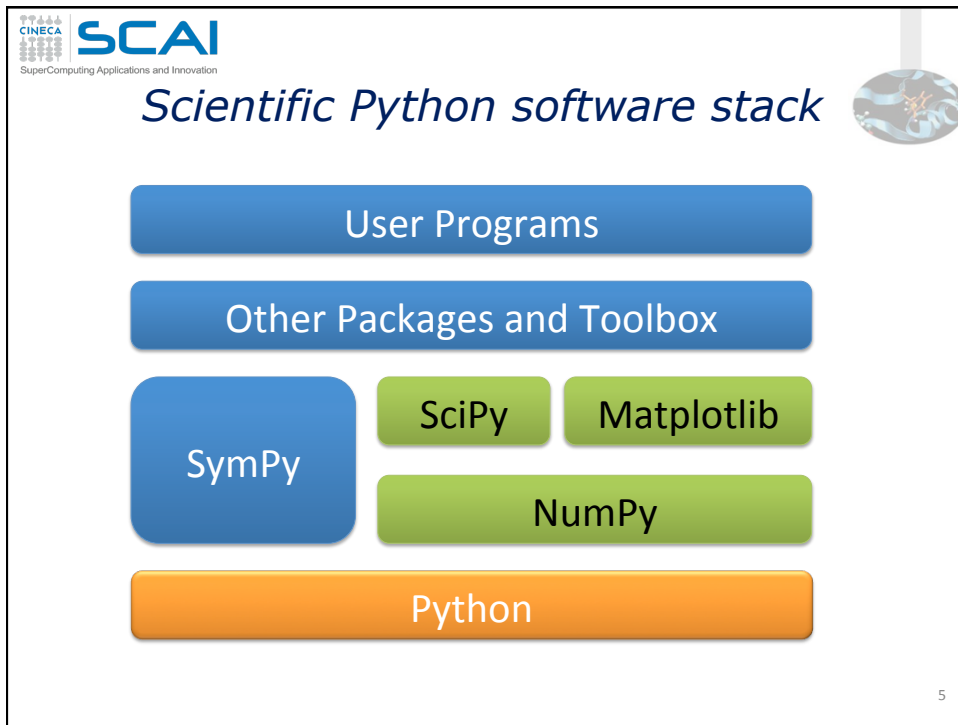 CINECA
SCAI
SuperComputing Applications and Innovation
Scientific Python software stack
User Programs
Other Packages and Toolbox
SymPy
SciPy
Matplotlib
NumPy
Python
5